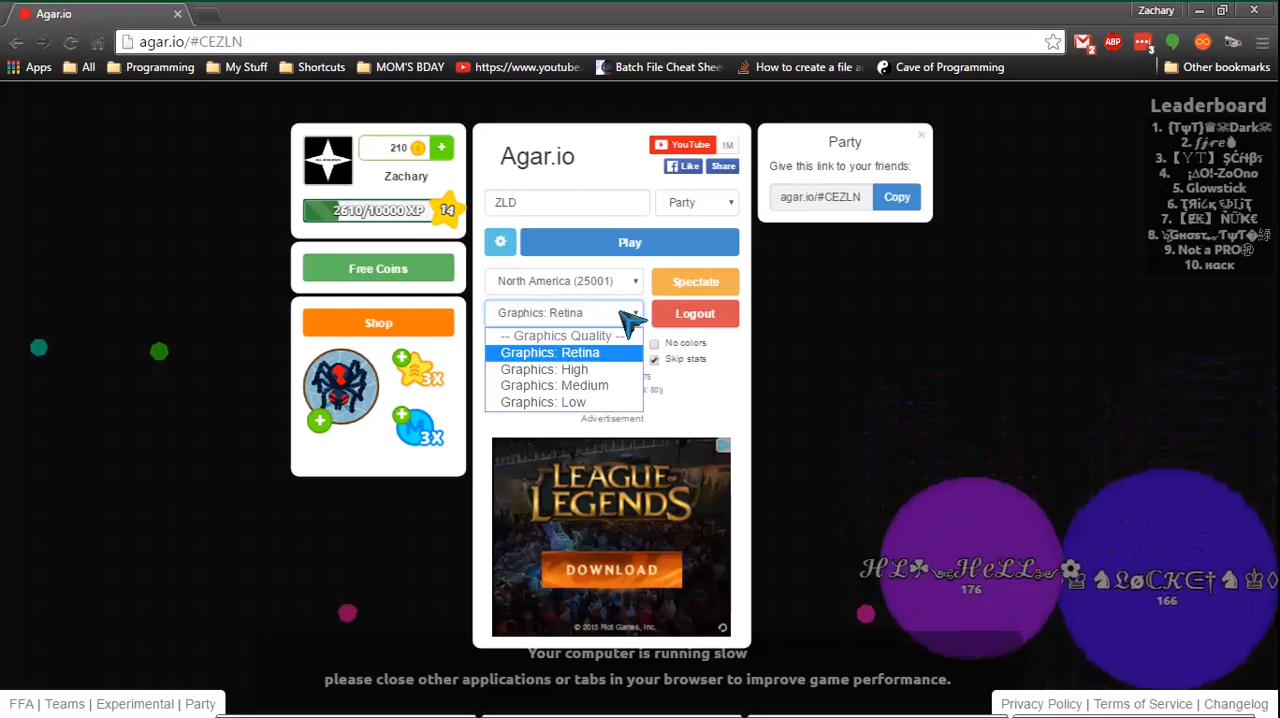 Agar.io
Zachary
agar.io/#CEZLN
2
ABP
3
Apps
All
Programming
My Stuff
Shortcuts
MOM'S BDAY
https://www.youtube.
Batch File Cheat Shee
How to create a file a
Cave of Programming
Other bookmarks
210
Zachary
2610/10000 XP
14
Free Coins
Shop
3X
M 3X
Agar.io
YouTube 1M
Like Share
ZLD
Party
Play
North America (25001)
Spectate
Graphics: Retina
Logout
-- Graphics Quality --
Graphics: Retina
Graphics: High
Graphics: Medium
Graphics: Low
No colors
Skip stats
Advertisement
LEAGUE OF
LEGENDS
DOWNLOAD
© 2015 Riot Games, Inc.
Party
Give this link to your friends:
agar.io/#CEZLN
Copy
Leaderboard
5. Glowstick
9. Not a PRO
10. нacĸ
176
166
Your computer is running slow
please close other applications or tabs in your browser to improve game performance.
FFA | Teams | Experimental | Party
Privacy Policy | Terms of Service | Changelog